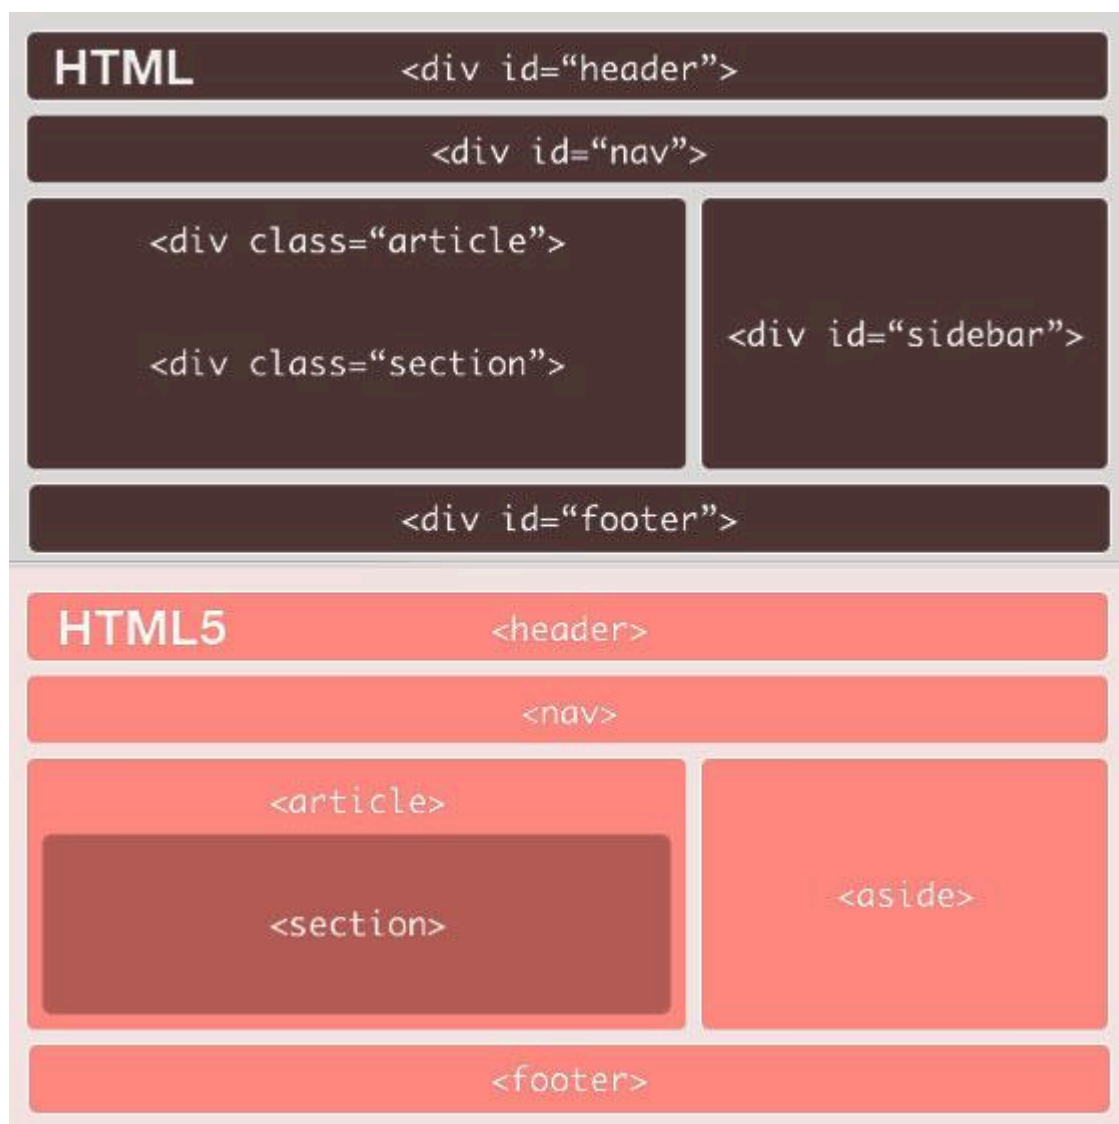 HTML <div id=“header”>
<div id=“nav”>
<div class=“article”>
<div class=“section”>
<div id=“sidebar”>
<div id=“footer”>
HTML5 <header>
<nav>
<article>
<section>
<aside>
<footer>